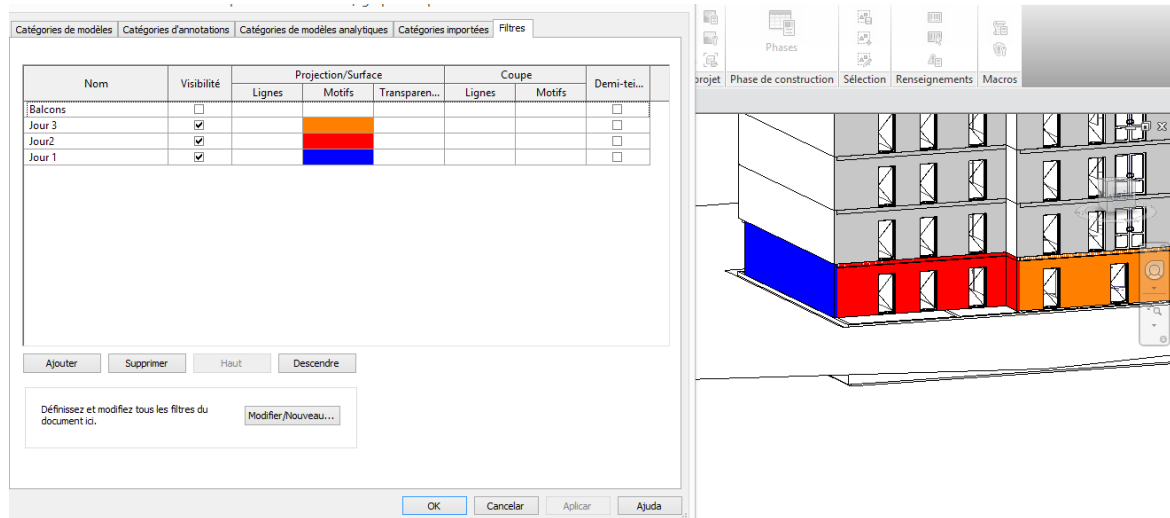 Catégories de modèles Catégories d'annotations Catégories de modèles analytiques Catégories importées Filtres
Nom Visibilité Projection/Surface Coupe Demi-tei...
Lignes Motifs Transparen... Lignes Motifs
Balcons
Jour 3
Jour2
Jour 1
Ajouter Supprimer Haut Descendre
Définissez et modifiez tous les filtres du
document ici.
Modifier/Nouveau...
OK Cancelar Aplicar Ajuda
Phases
projet Phase de construction Sélection Renseignements Macros